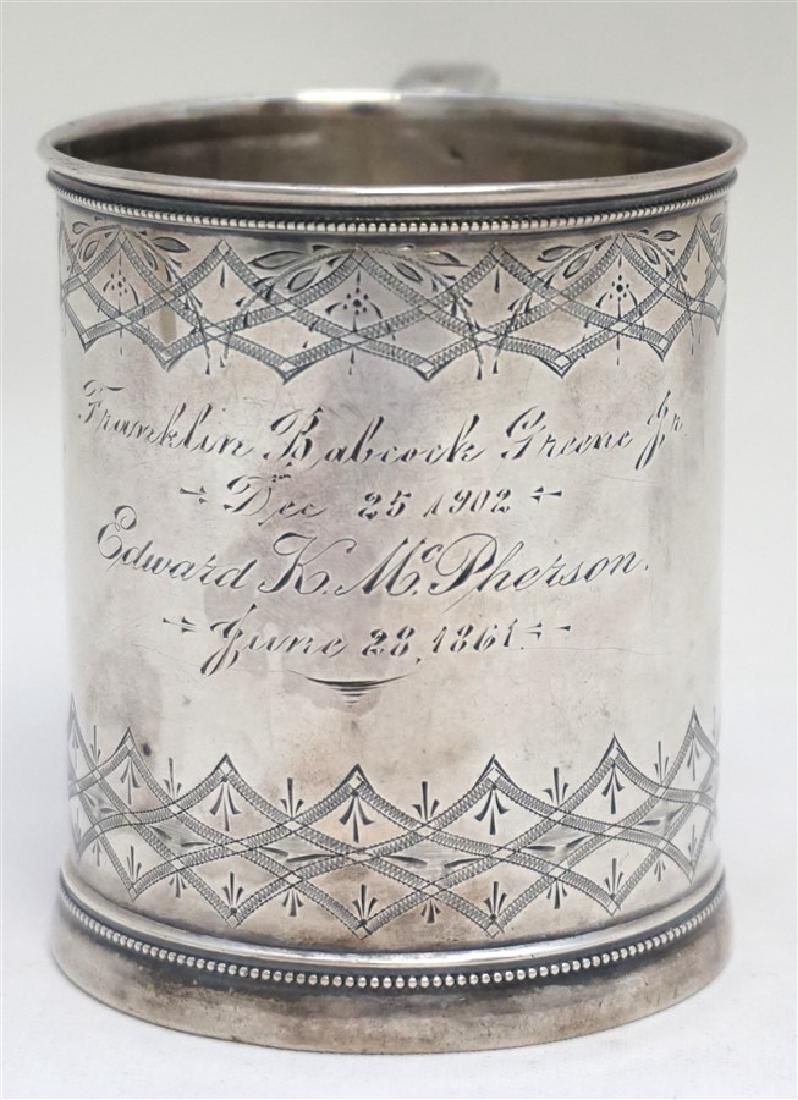 Franklin Babcock Greene Jr.
Dec 25 1902
Edward K. McPherson.
June 28, 1861.